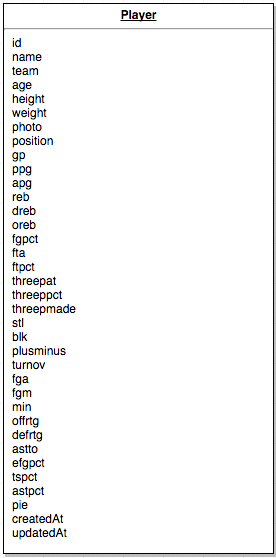 Player
id
name
team
age
height
weight
photo
position
gp
ppg
apg
reb
dreb
oreb
fgpct
fta
ftpct
threepat
threeppct
threepmade
stl
blk
plusminus
turnov
fga
fgm
min
offrtg
defrtg
astto
efgpct
tspct
astpct
pie
createdAt
updatedAt